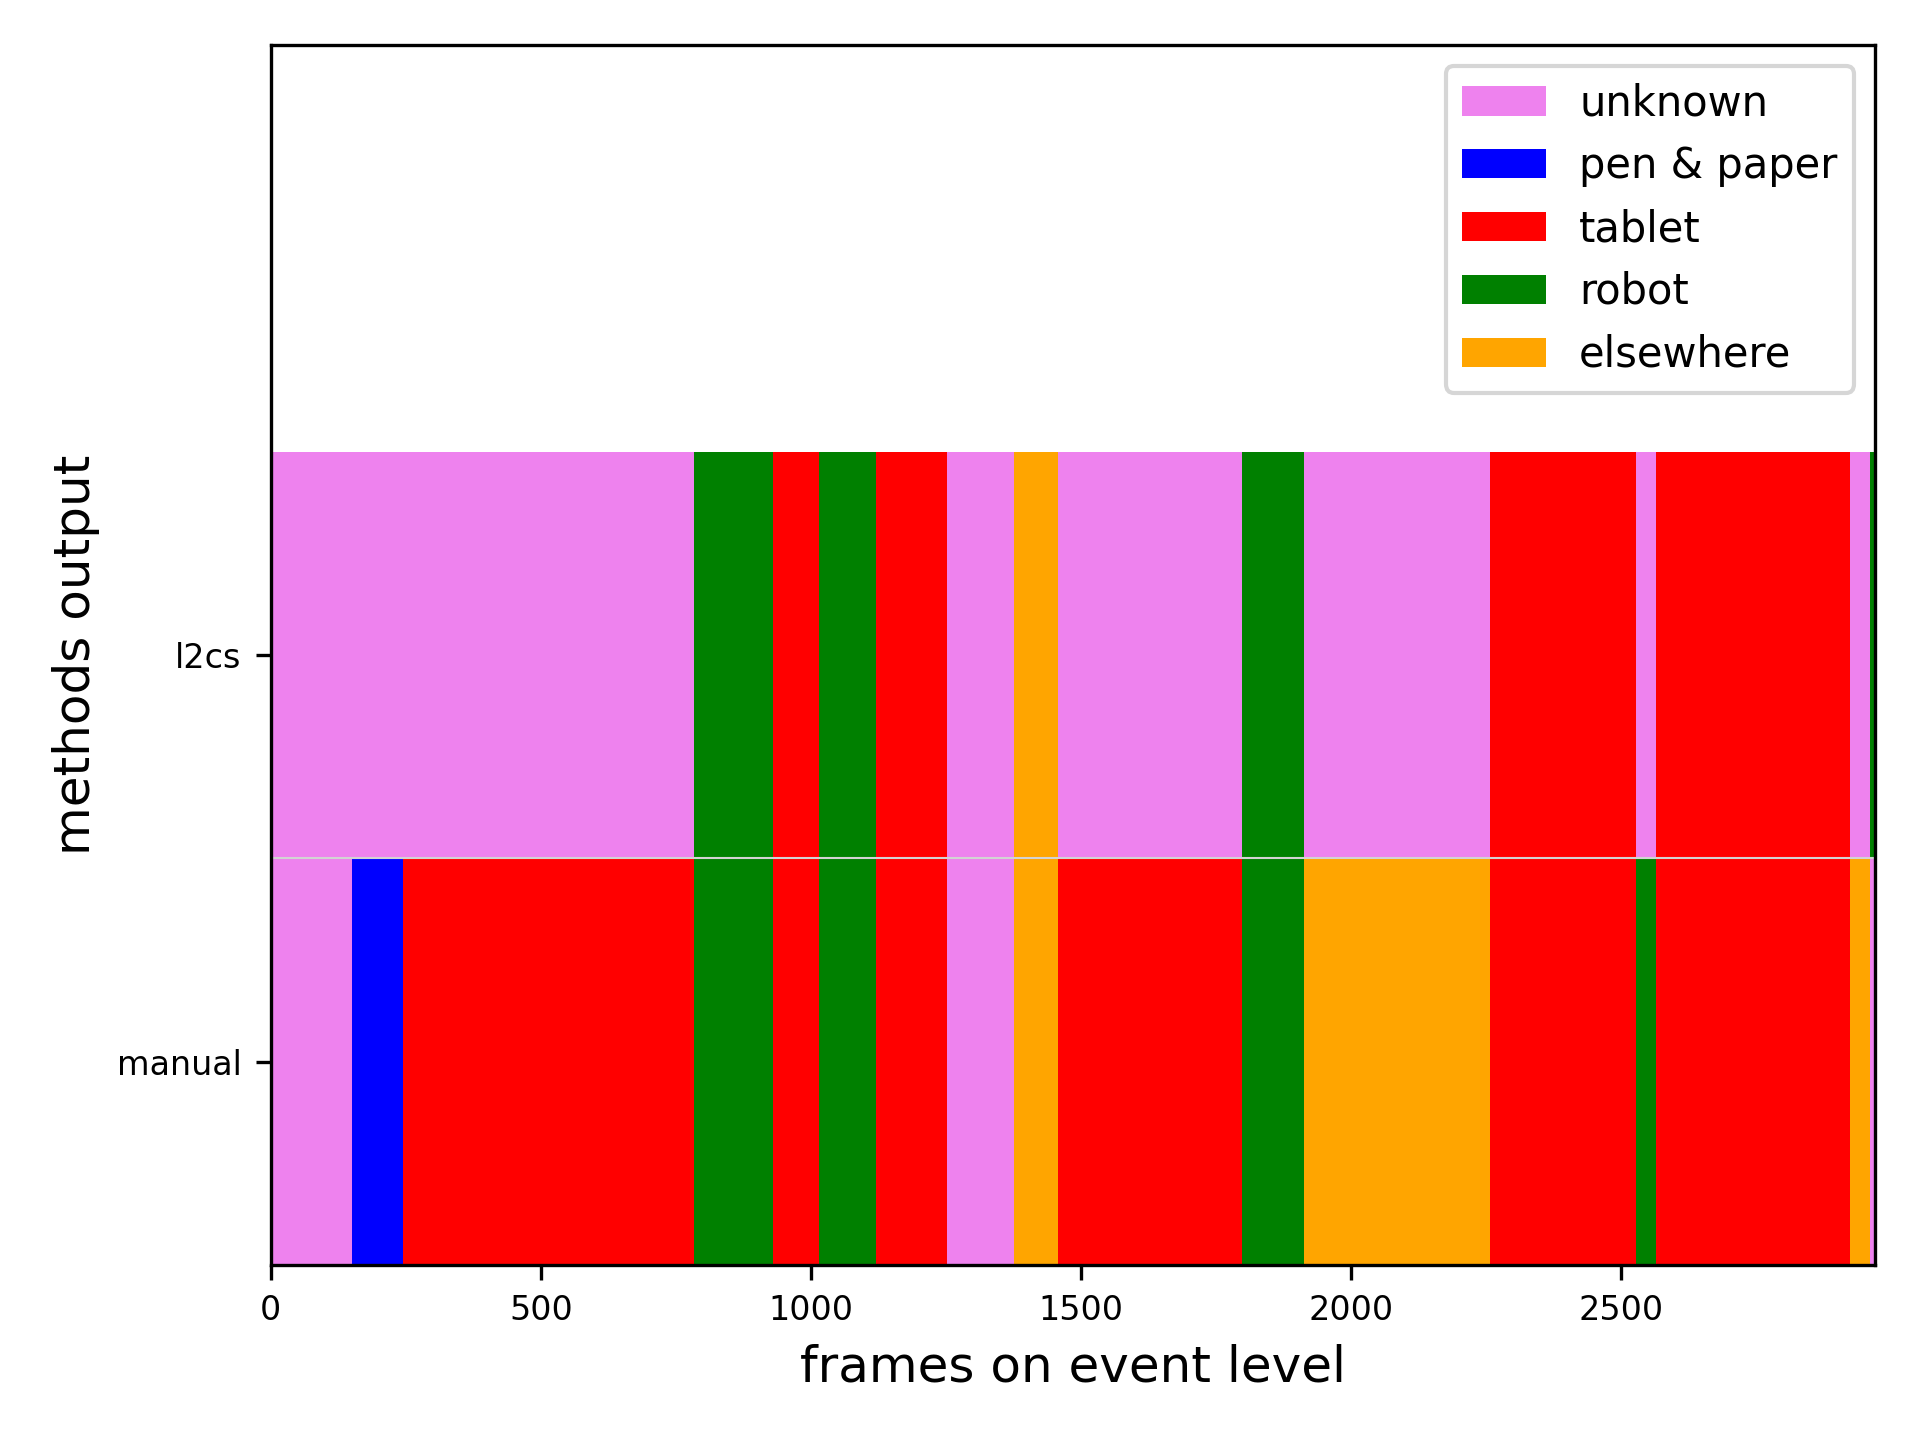 unknown
pen & paper
tablet
robot
elsewhere
methods output
l2cs
manual
0 500 1000 1500 2000 2500
frames on event level